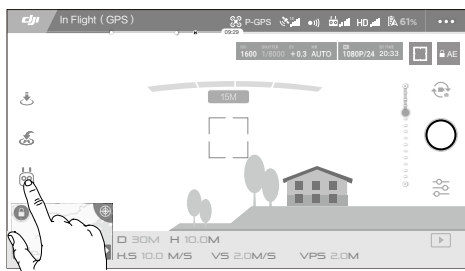 dji In Flight (GPS) P-GPS HD 61%
09:29
1600 1/8000 +0.3 AUTO 1080P/24 20:33 AE
15M
D 30M H 10.0M
H.S 10.0 M/S VS 2.0M/S VPS 2.0M